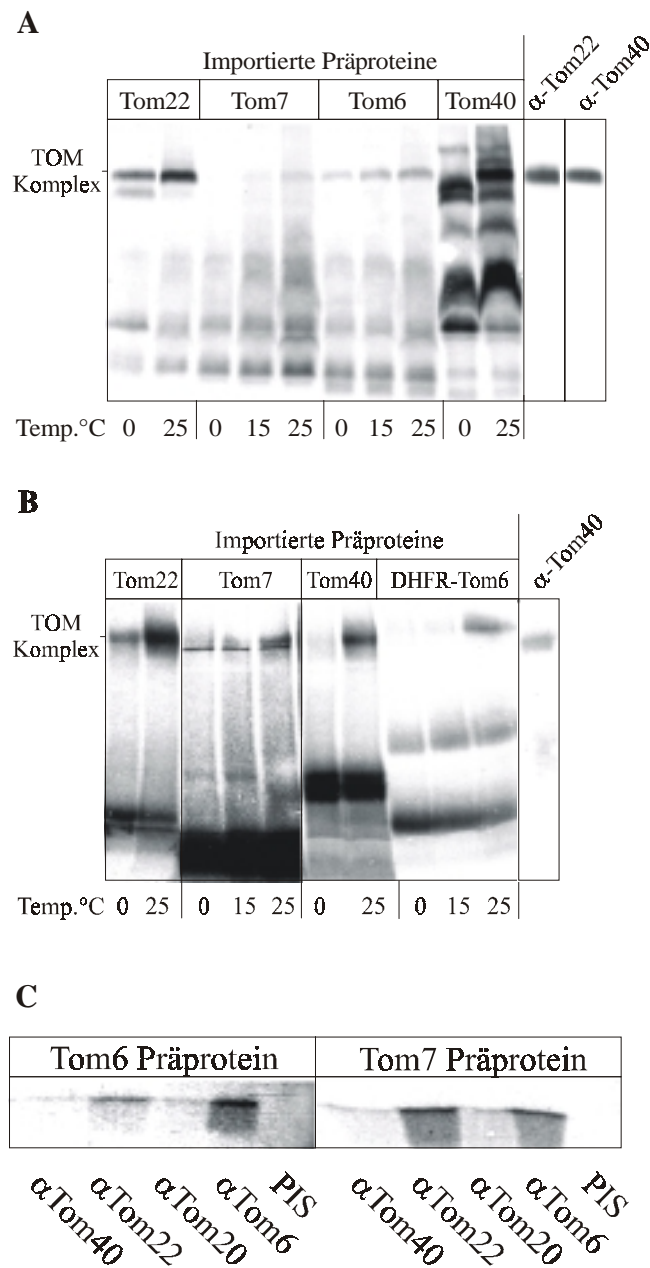 A
Importierte Präproteine
Tom22 Tom7 Tom6 Tom40 α-Tom22 α-Tom40
TOM
Komplex
Temp.°C 0 25 0 15 25 0 15 25 0 25
B
Importierte Präproteine
Tom22 Tom7 Tom40 DHFR-Tom6 α-Tom40
TOM
Komplex
Temp.°C 0 25 0 15 25 0 25 0 15 25
C
Tom6 Präprotein Tom7 Präprotein
αTom40 αTom22 αTom20 αTom6 PIS αTom40 αTom22 αTom20 αTom6 PIS